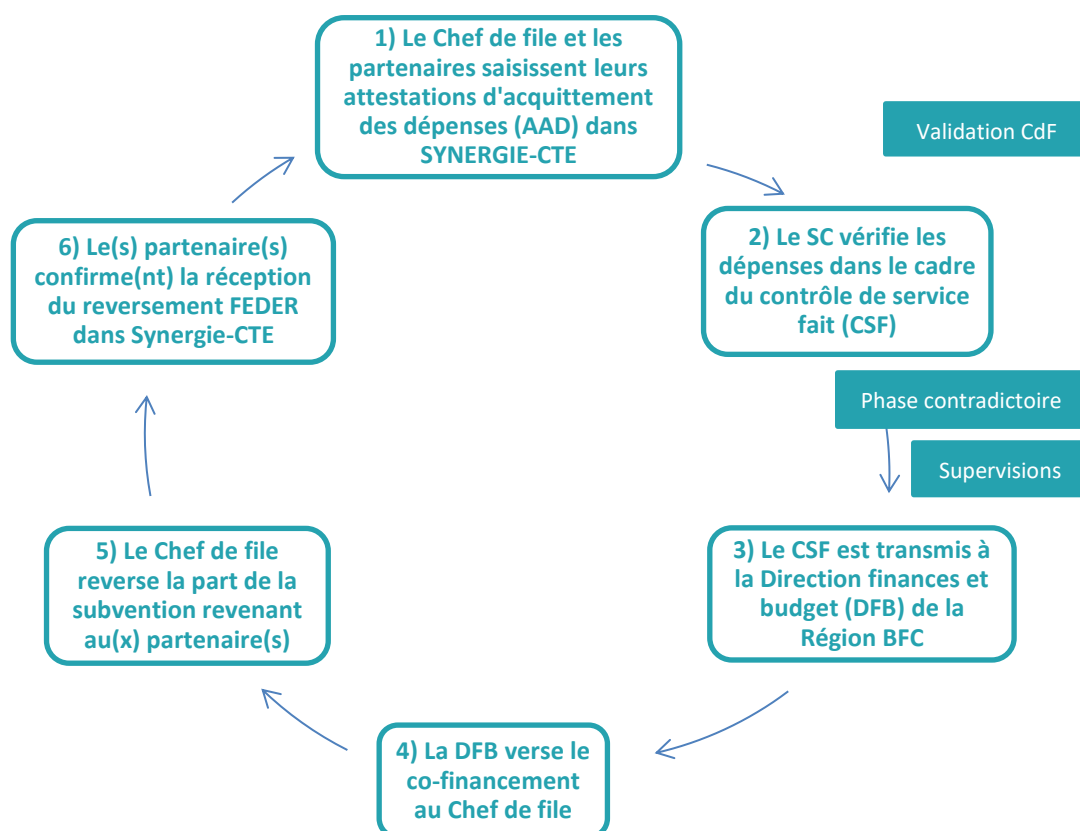 1) Le Chef de file et les
partenaires saisissent leurs
attestations d'acquittement
des dépenses (AAD) dans
SYNERGIE-CTE
Validation CdF
2) Le SC vérifie les
dépenses dans le cadre
du contrôle de service
fait (CSF)
Phase contradictoire
Supervisions
3) Le CSF est transmis à
la Direction finances et
budget (DFB) de la
Région BFC
4) La DFB verse le
co-financement
au Chef de file
5) Le Chef de file
reverse la part de la
subvention revenant
au(x) partenaire(s)
6) Le(s) partenaire(s)
confirme(nt) la réception
du reversement FEDER
dans Synergie-CTE